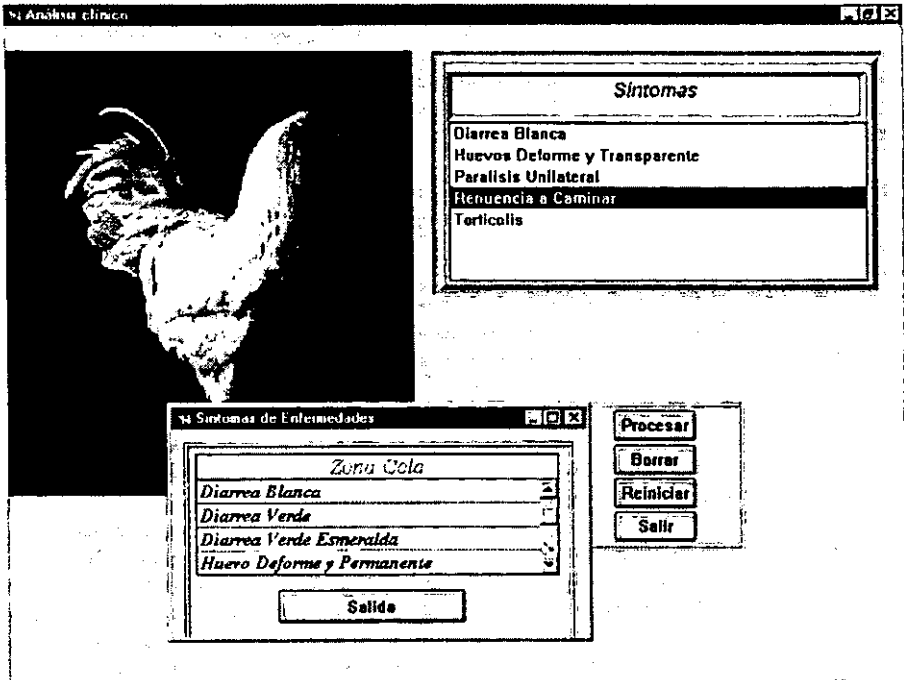 Análisis clínico
Síntomas
Diarrea Blanca
Huevos Deforme y Transparente
Paralisis Unilateral
Renuencia a Caminar
Torticolis
Sintomas de Enfermedades
Zona Cola
Diarrea Blanca
Diarrea Verde
Diarrea Verde Esmeralda
Huevo Deforme y Permanente
Salida
Procesar
Borrar
Reiniciar
Salir